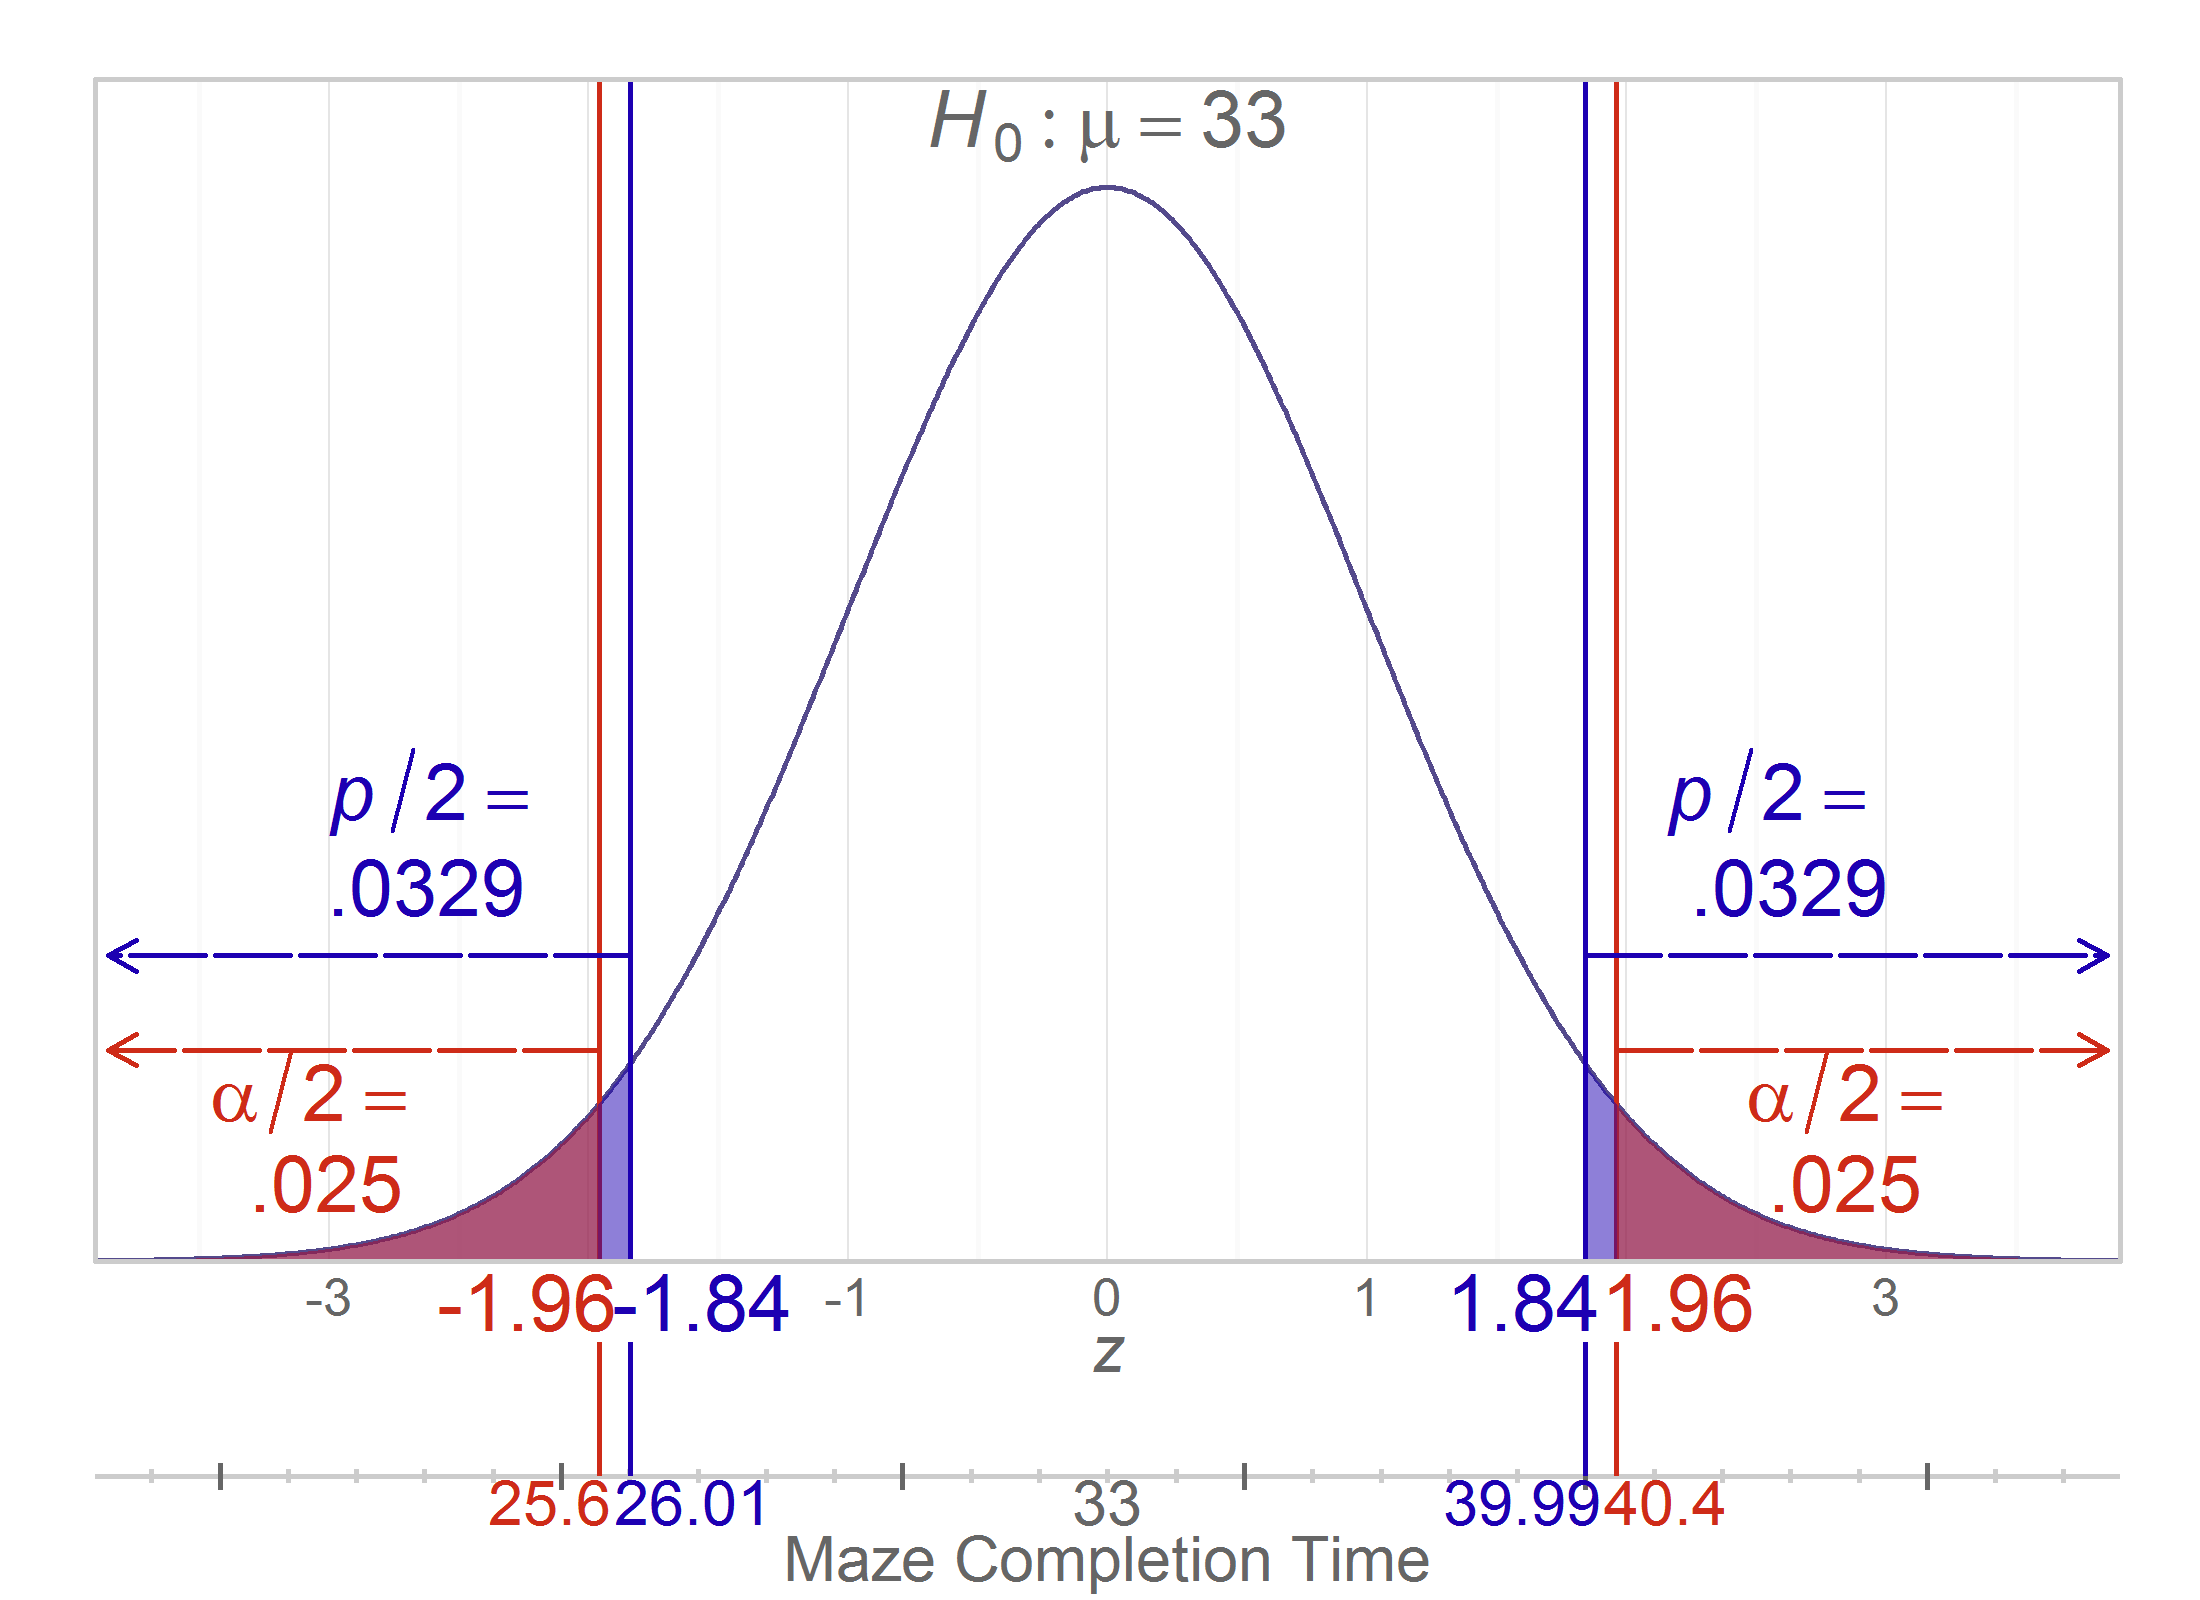 H₀ : μ = 33
p/2 =
.0329
p/2 =
.0329
α/2 =
.025
α/2 =
.025
-3 -1.96 -1.84 -1 0 1 1.84 1.96 3
z
25.6 26.01 33 39.99 40.4
Maze Completion Time